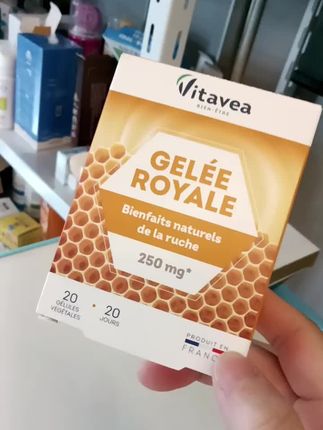 Vitavea
BIEN-ÊTRE
GELÉE
ROYALE
Bienfaits naturels
de la ruche
250 mg*
20
GÉLULES
VÉGÉTALES
• 20
JOURS
PRODUIT EN
FRANCE